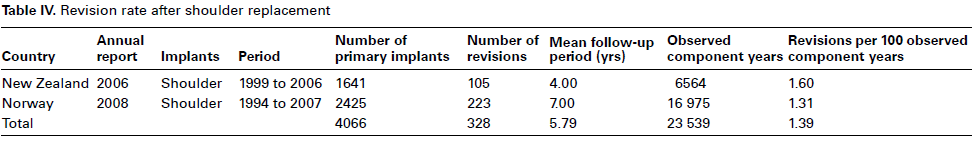 Table IV. Revision rate after shoulder replacement
Country Annual report Implants Period Number of primary implants Number of revisions Mean follow-up period (yrs) Observed component years Revisions per 100 observed component years
New Zealand 2006 Shoulder 1999 to 2006 1641 105 4.00 6564 1.60
Norway 2008 Shoulder 1994 to 2007 2425 223 7.00 16 975 1.31
Total 4066 328 5.79 23 539 1.39